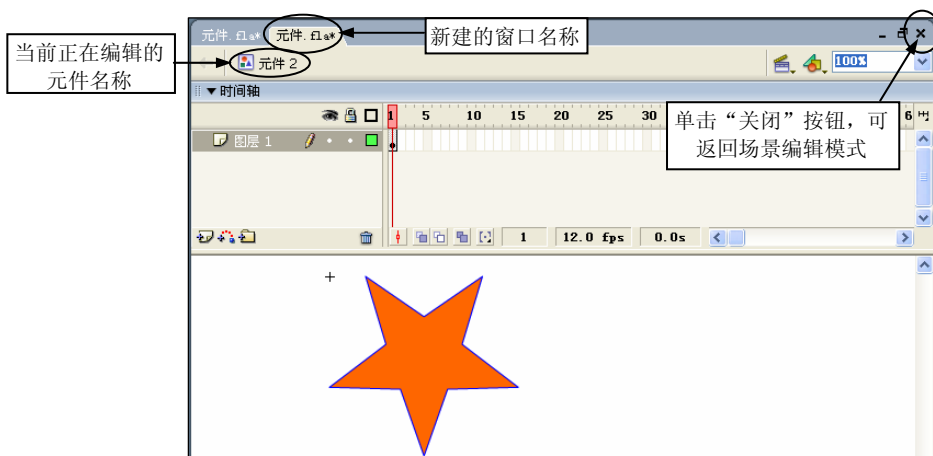 元件. fla* 元件. fla* 新建的窗口名称
当前正在编辑的
元件名称
元件 2 100%
▼时间轴
1 5 10 15 20 25 30 6
单击“关闭”按钮，可
返回场景编辑模式
图层 1
1 12.0 fps 0.0s